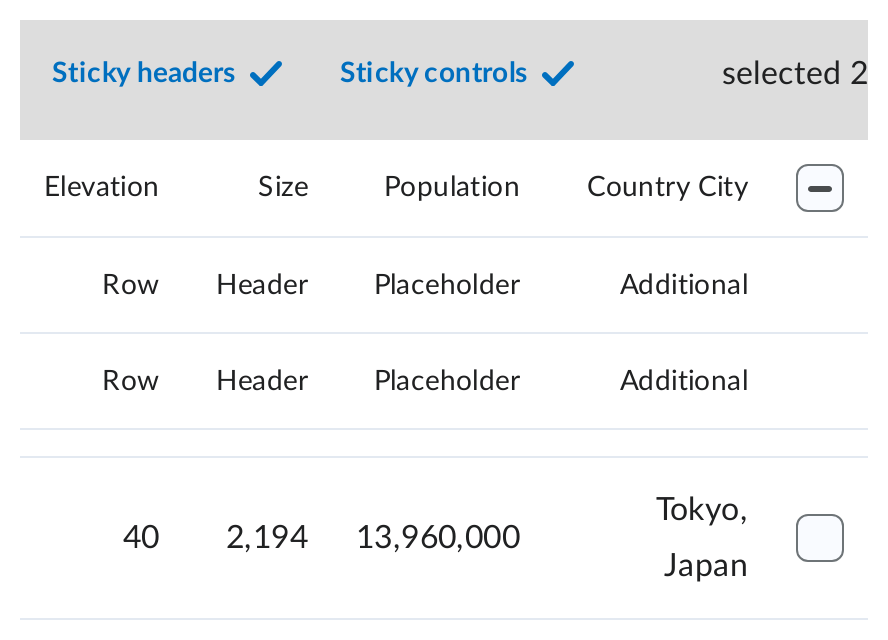 Sticky headers Sticky controls selected 2
Elevation Size Population Country City
Row Header Placeholder Additional
Row Header Placeholder Additional
40 2,194 13,960,000 Tokyo,
Japan